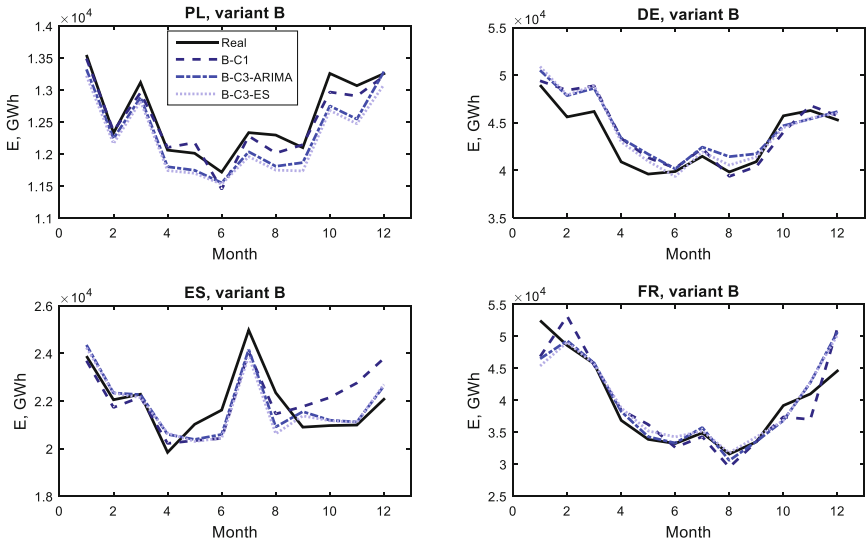 PL, variant B
×10⁴
1.4
1.35
1.3
1.25
1.2
1.15
1.1
E, GWh
0 2 4 6 8 10 12
Month
Real
B-C1
B-C3-ARIMA
B-C3-ES
DE, variant B
×10⁴
5.5
5
4.5
4
3.5
E, GWh
0 2 4 6 8 10 12
Month
ES, variant B
×10⁴
2.6
2.4
2.2
2
1.8
E, GWh
0 2 4 6 8 10 12
Month
FR, variant B
×10⁴
5.5
5
4.5
4
3.5
3
2.5
E, GWh
0 2 4 6 8 10 12
Month